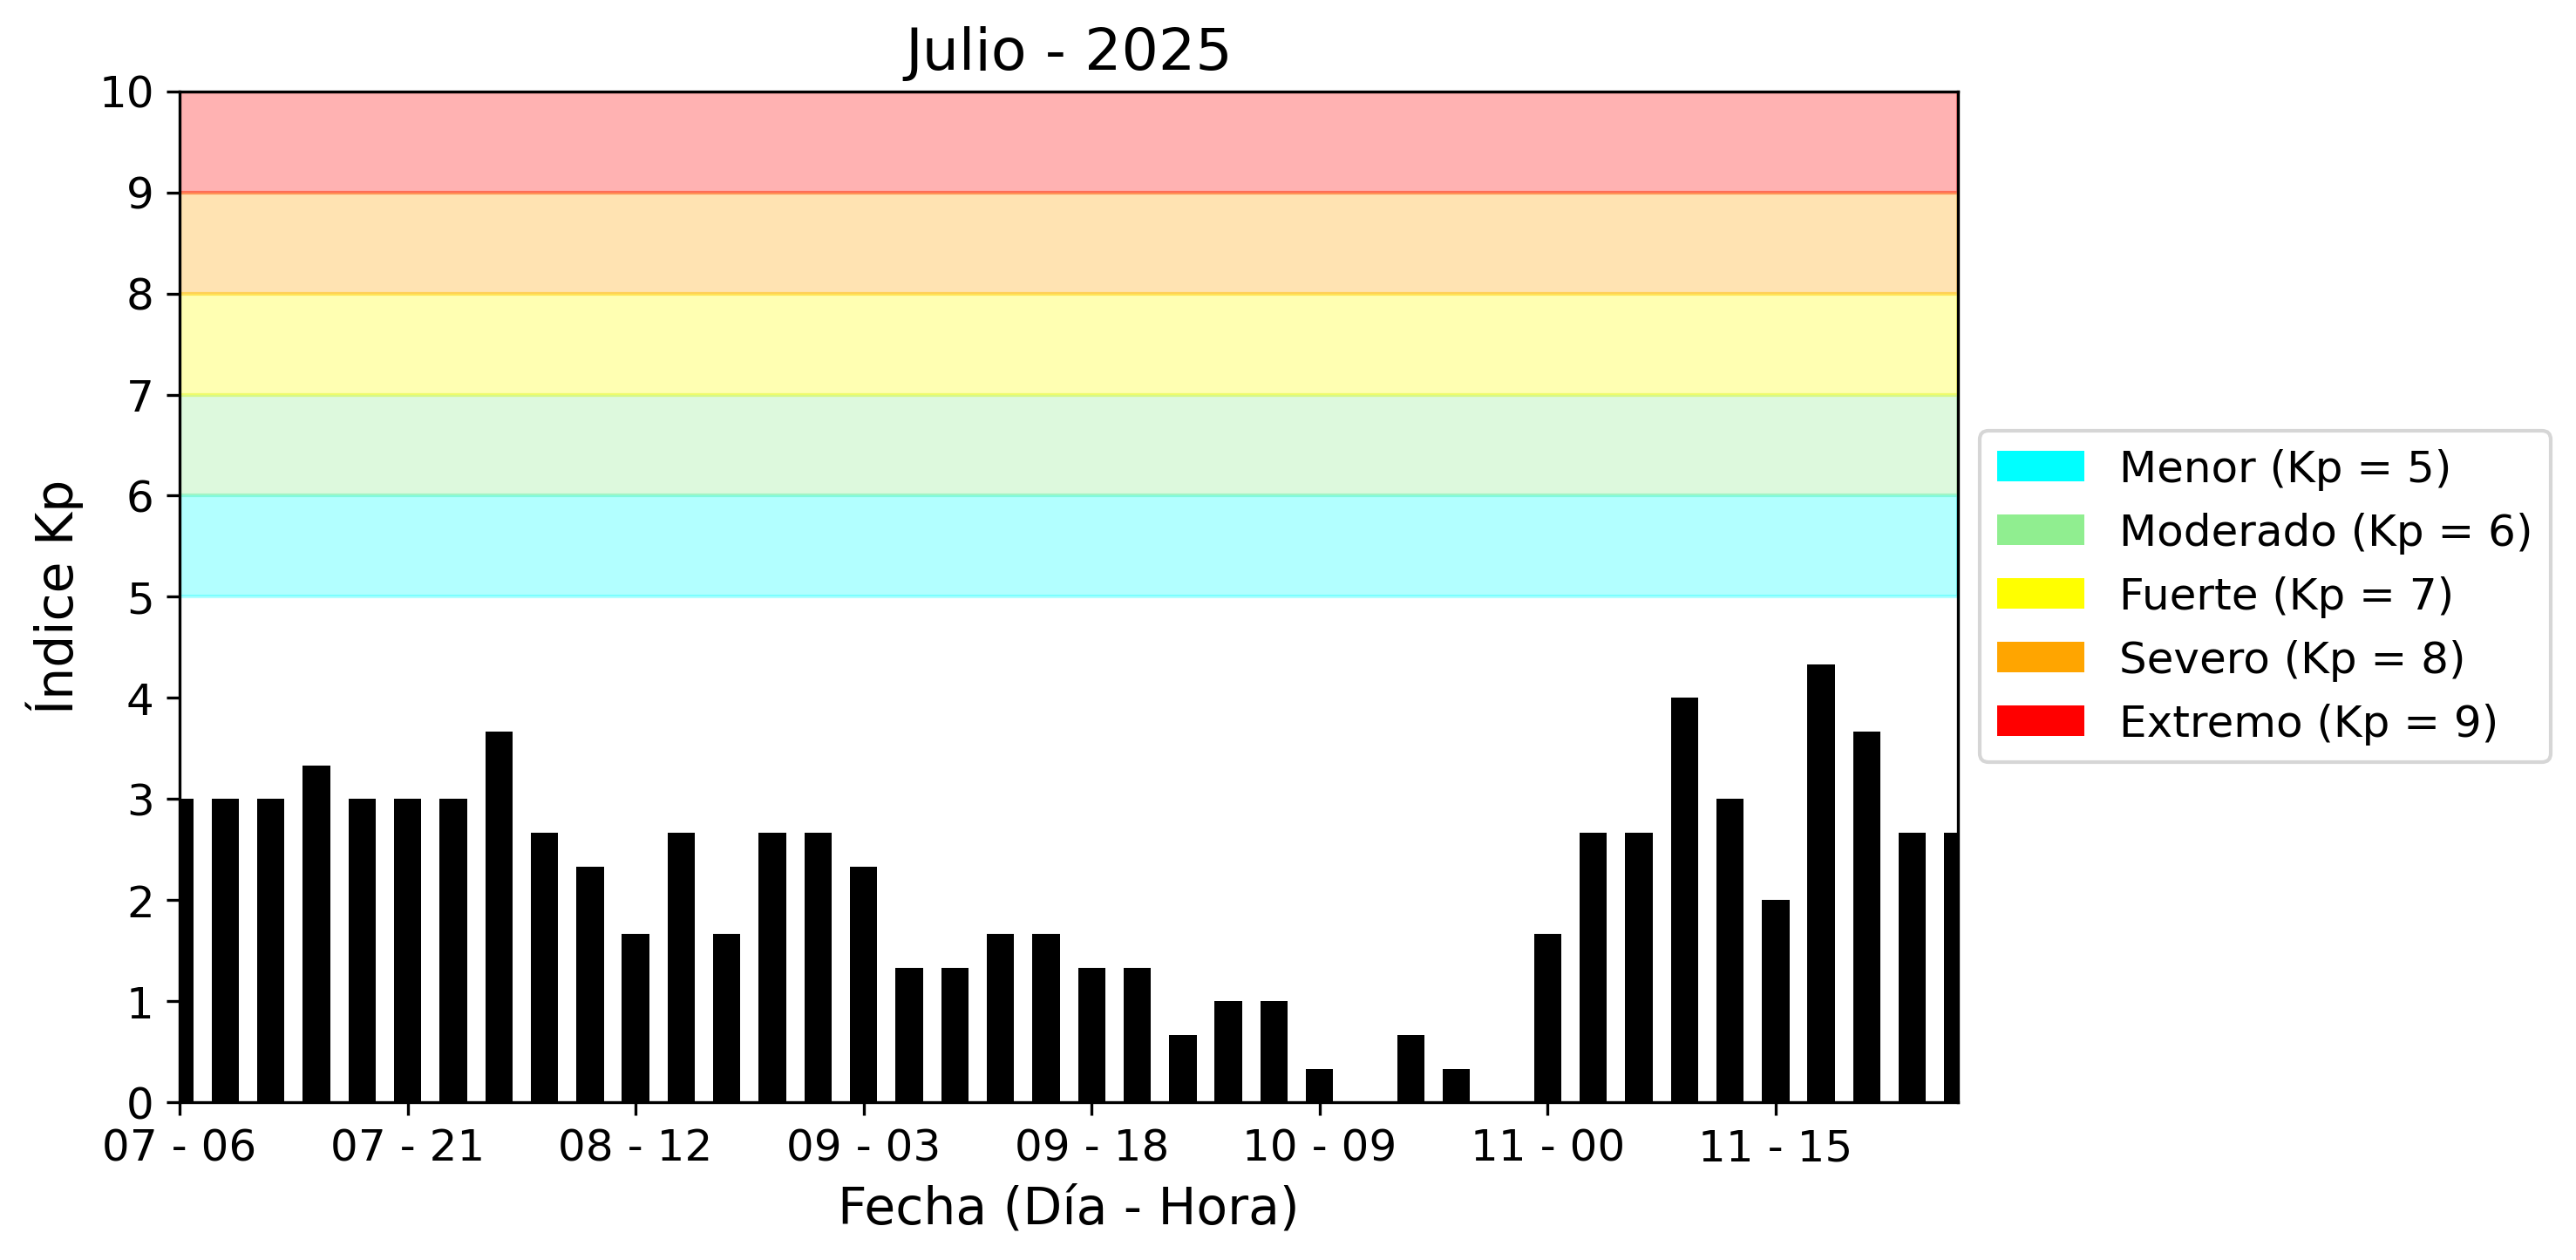 Julio - 2025
10
9
8
7
6
5
4
3
2
1
0
Índice Kp
07 - 06 07 - 21 08 - 12 09 - 03 09 - 18 10 - 09 11 - 00 11 - 15
Fecha (Día - Hora)
Menor (Kp = 5)
Moderado (Kp = 6)
Fuerte (Kp = 7)
Severo (Kp = 8)
Extremo (Kp = 9)